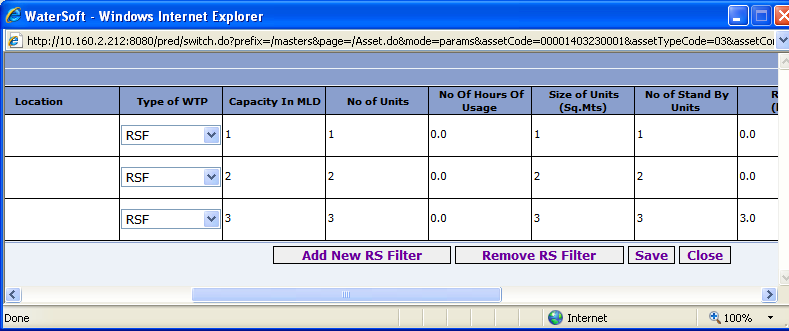 WaterSoft - Windows Internet Explorer
http://10.160.2.212:8080/pred/switch.do?prefix=/masters&page=/Asset.do&mode=params&assetCode=00001403230001&assetTypeCode=03&assetCo
Location Type of WTP Capacity In MLD No of Units No Of Hours Of Usage Size of Units (Sq.Mts) No of Stand By Units
RSF 1 1 0.0 1 1 0.0
RSF 2 2 0.0 2 2 0.0
RSF 3 3 0.0 3 3 3.0
Add New RS Filter Remove RS Filter Save Close
Done Internet 100%